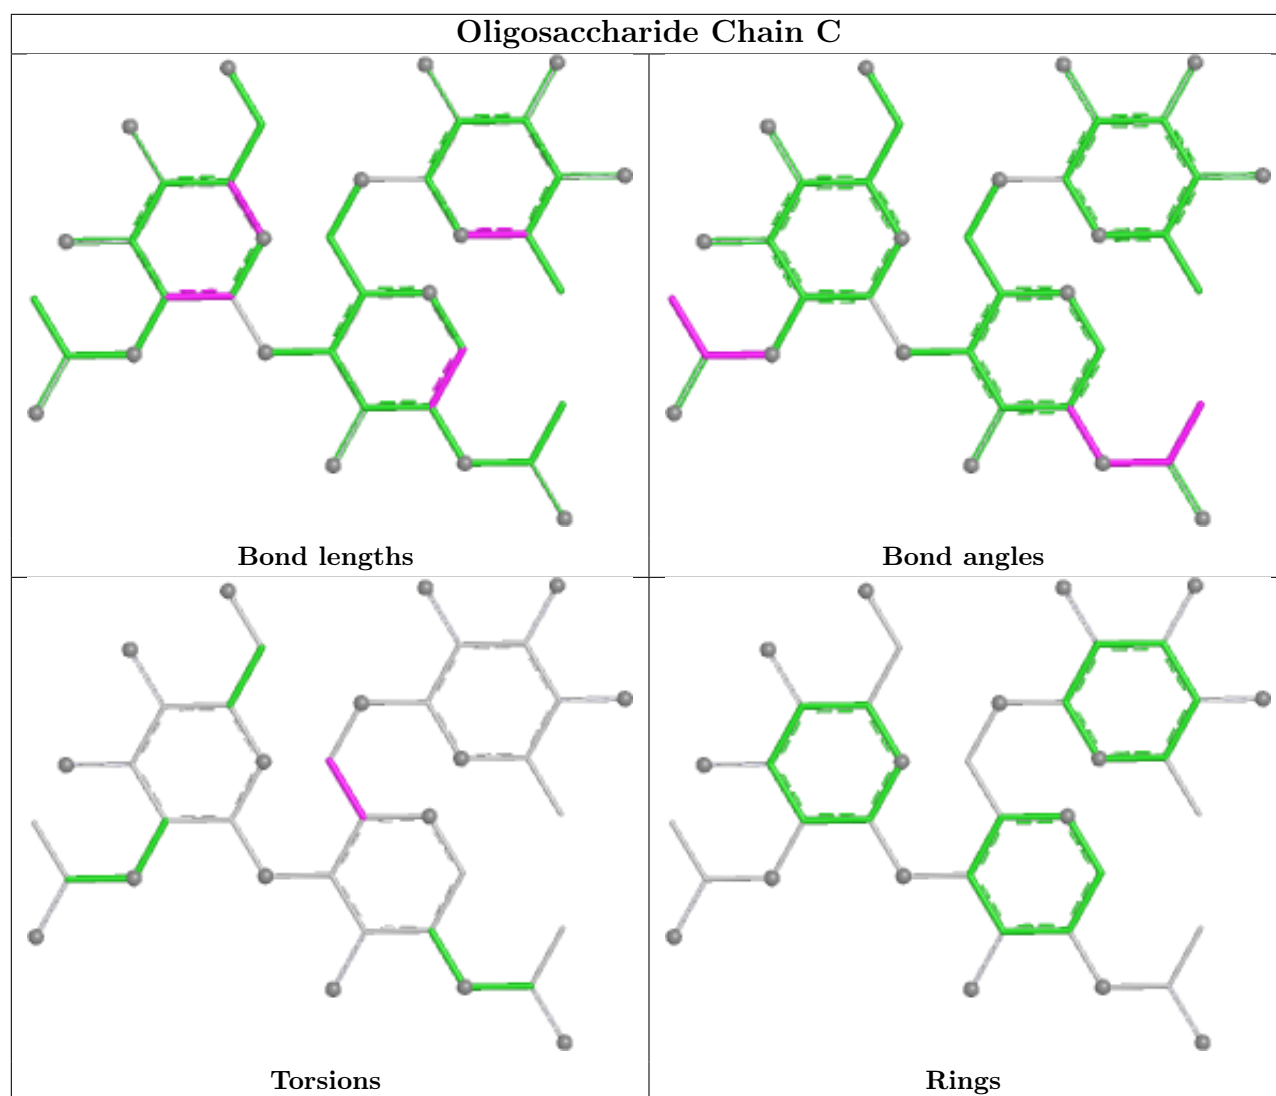 Oligosaccharide Chain C
Bond lengths
Bond angles
Torsions
Rings